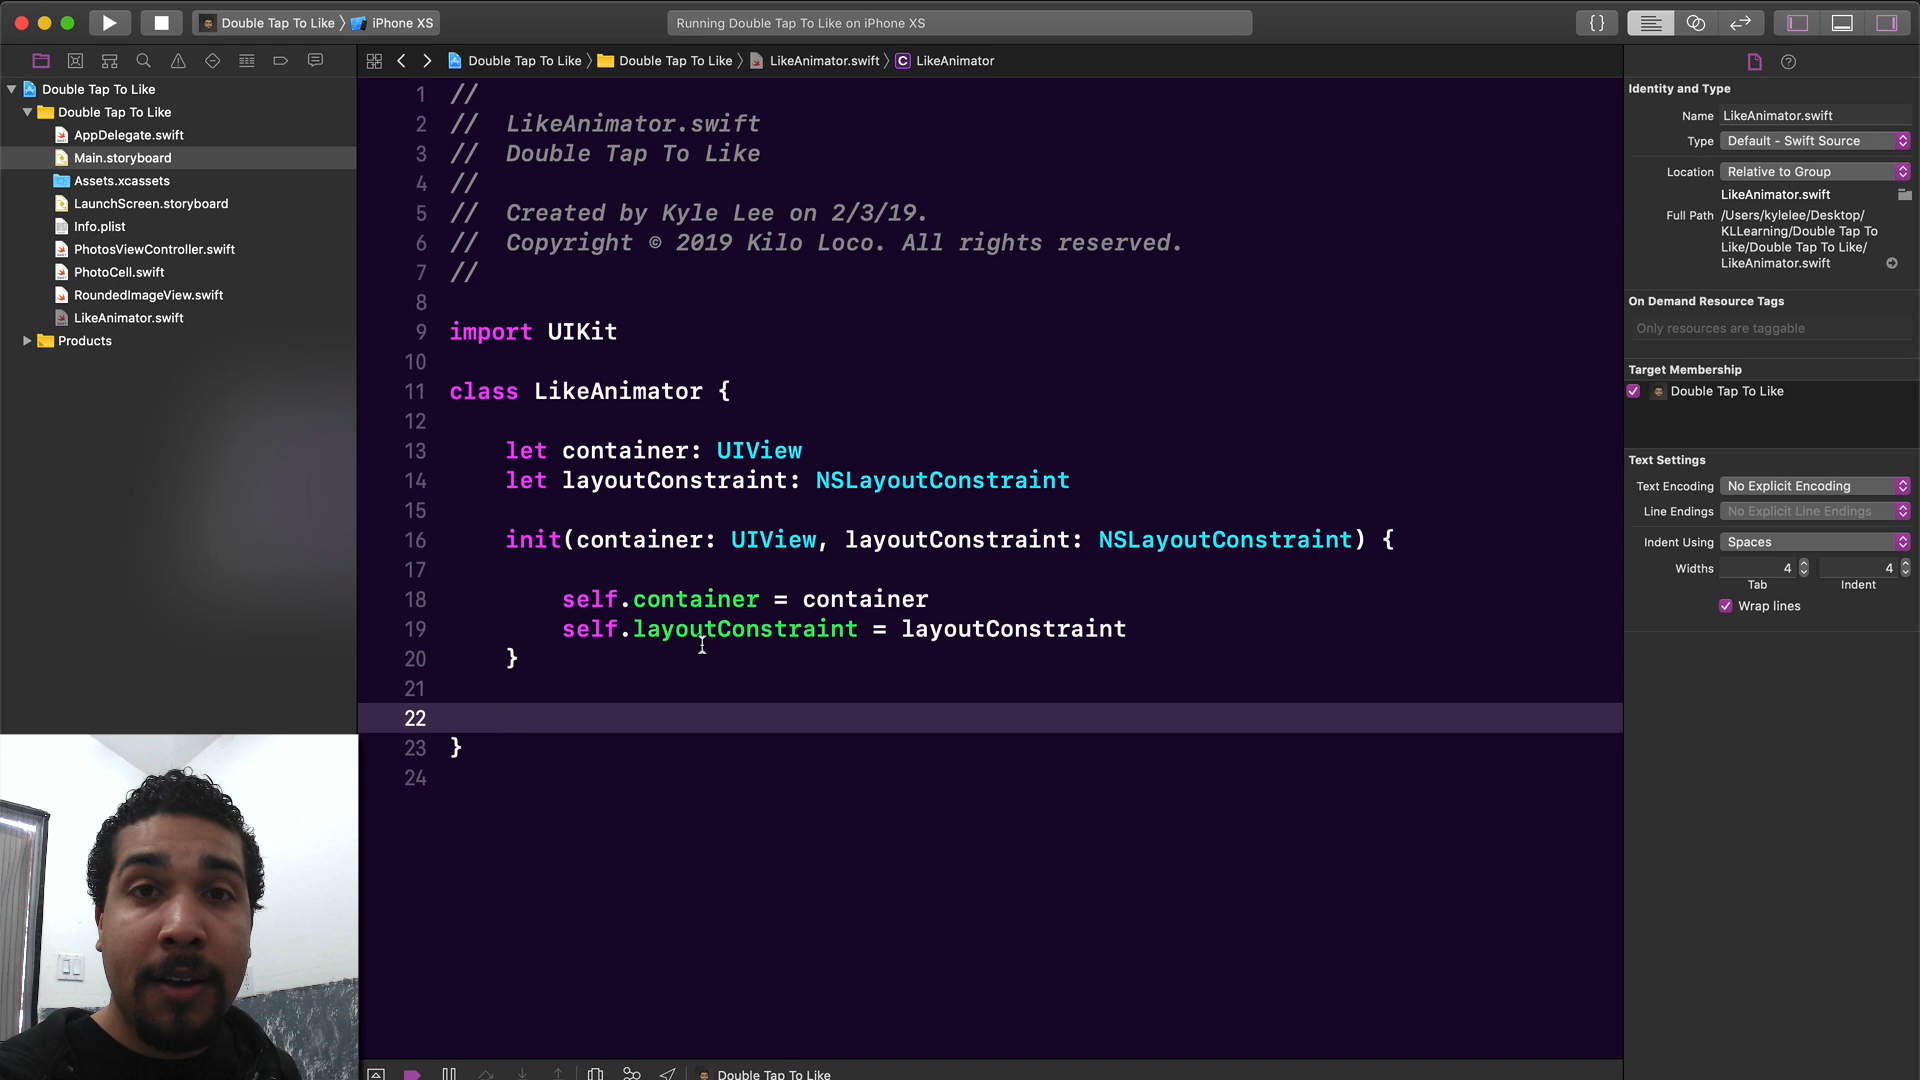 Double Tap To Like 〉 iPhone XS
Running Double Tap To Like on iPhone XS
{}
Double Tap To Like
Double Tap To Like
AppDelegate.swift
Main.storyboard
Assets.xcassets
LaunchScreen.storyboard
Info.plist
PhotosViewController.swift
PhotoCell.swift
RoundedImageView.swift
LikeAnimator.swift
Products
Double Tap To Like 〉 Double Tap To Like 〉 LikeAnimator.swift 〉 C LikeAnimator
1 //
2 //  LikeAnimator.swift
3 //  Double Tap To Like
4 //
5 //  Created by Kyle Lee on 2/3/19.
6 //  Copyright © 2019 Kilo Loco. All rights reserved.
7 //
8
9 import UIKit
10
11 class LikeAnimator {
12
13     let container: UIView
14     let layoutConstraint: NSLayoutConstraint
15
16     init(container: UIView, layoutConstraint: NSLayoutConstraint) {
17
18         self.container = container
19         self.layoutConstraint = layoutConstraint
20     }
21
22
23 }
24
Double Tap To Like
Identity and Type
Name LikeAnimator.swift
Type Default - Swift Source
Location Relative to Group
LikeAnimator.swift
Full Path /Users/kylelee/Desktop/
KLLearning/Double Tap To
Like/Double Tap To Like/
LikeAnimator.swift
On Demand Resource Tags
Only resources are taggable
Target Membership
Double Tap To Like
Text Settings
Text Encoding No Explicit Encoding
Line Endings No Explicit Line Endings
Indent Using Spaces
Widths 4 4
Tab Indent
Wrap lines